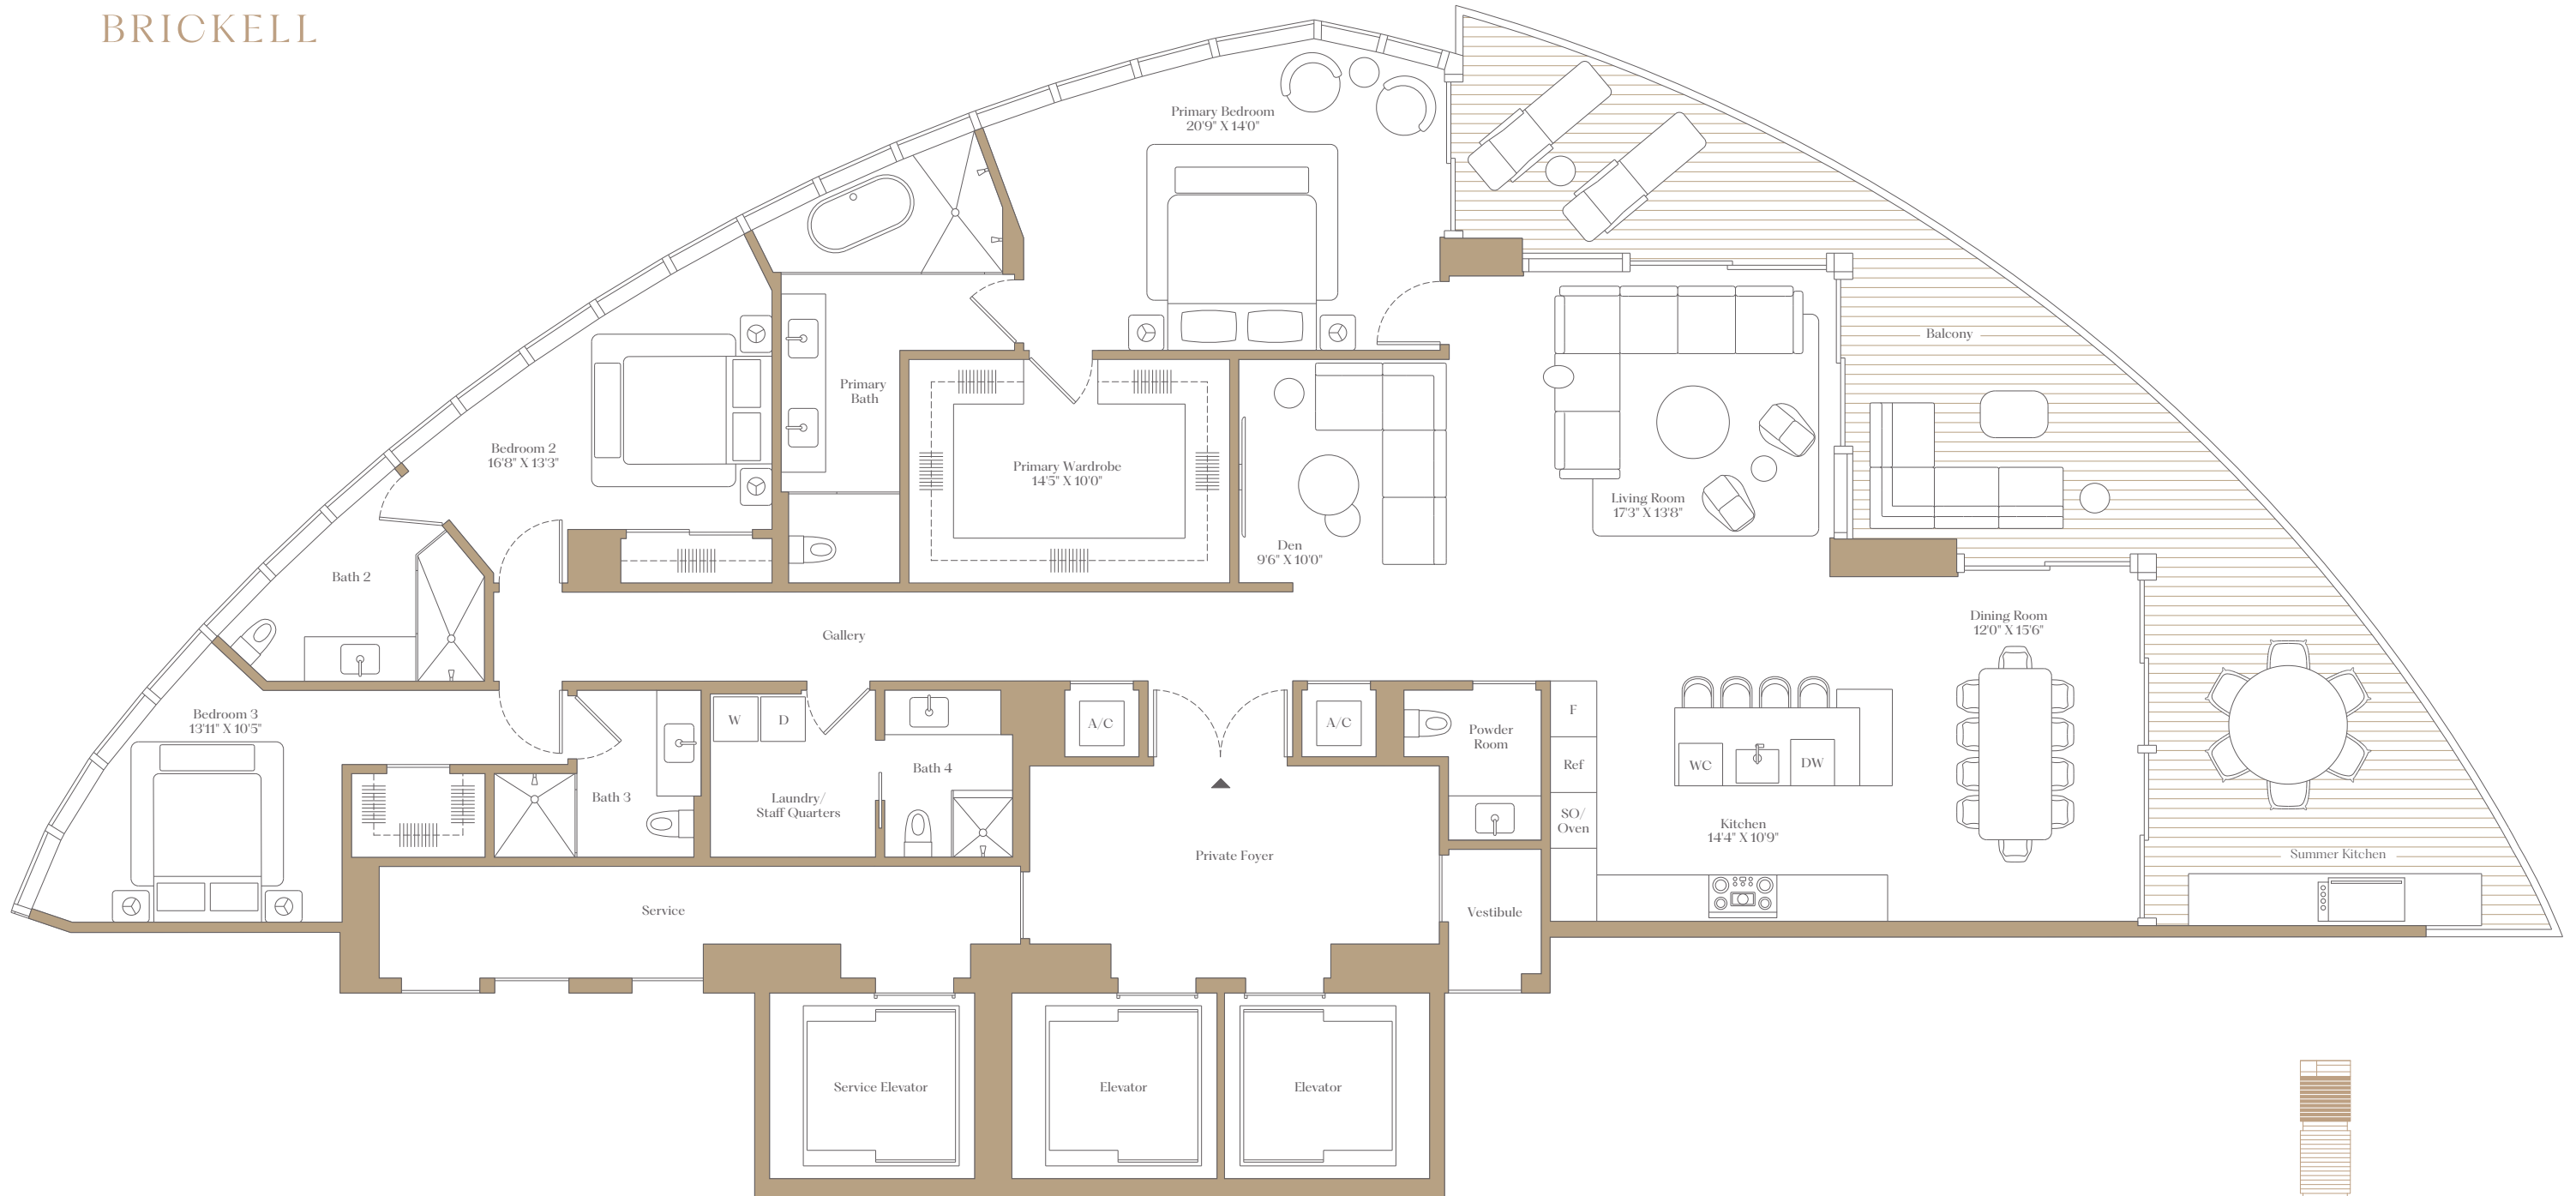 BRICKELL
Primary Bedroom
20'9" X 14'0"
Balcony
Primary
Bath
Bedroom 2
16'8" X 13'3"
Primary Wardrobe
14'5" X 10'0"
Living Room
17'3" X 13'8"
Den
9'6" X 10'0"
Bath 2
Dining Room
12'0" X 15'6"
Gallery
Bedroom 3
13'11" X 10'5"
W
D
A/C
A/C
Powder
Room
F
Ref
WC
DW
Bath 4
Bath 3
Laundry/
Staff Quarters
SO/
Oven
Kitchen
14'4" X 10'9"
Private Foyer
Summer Kitchen
Service
Vestibule
Service Elevator
Elevator
Elevator